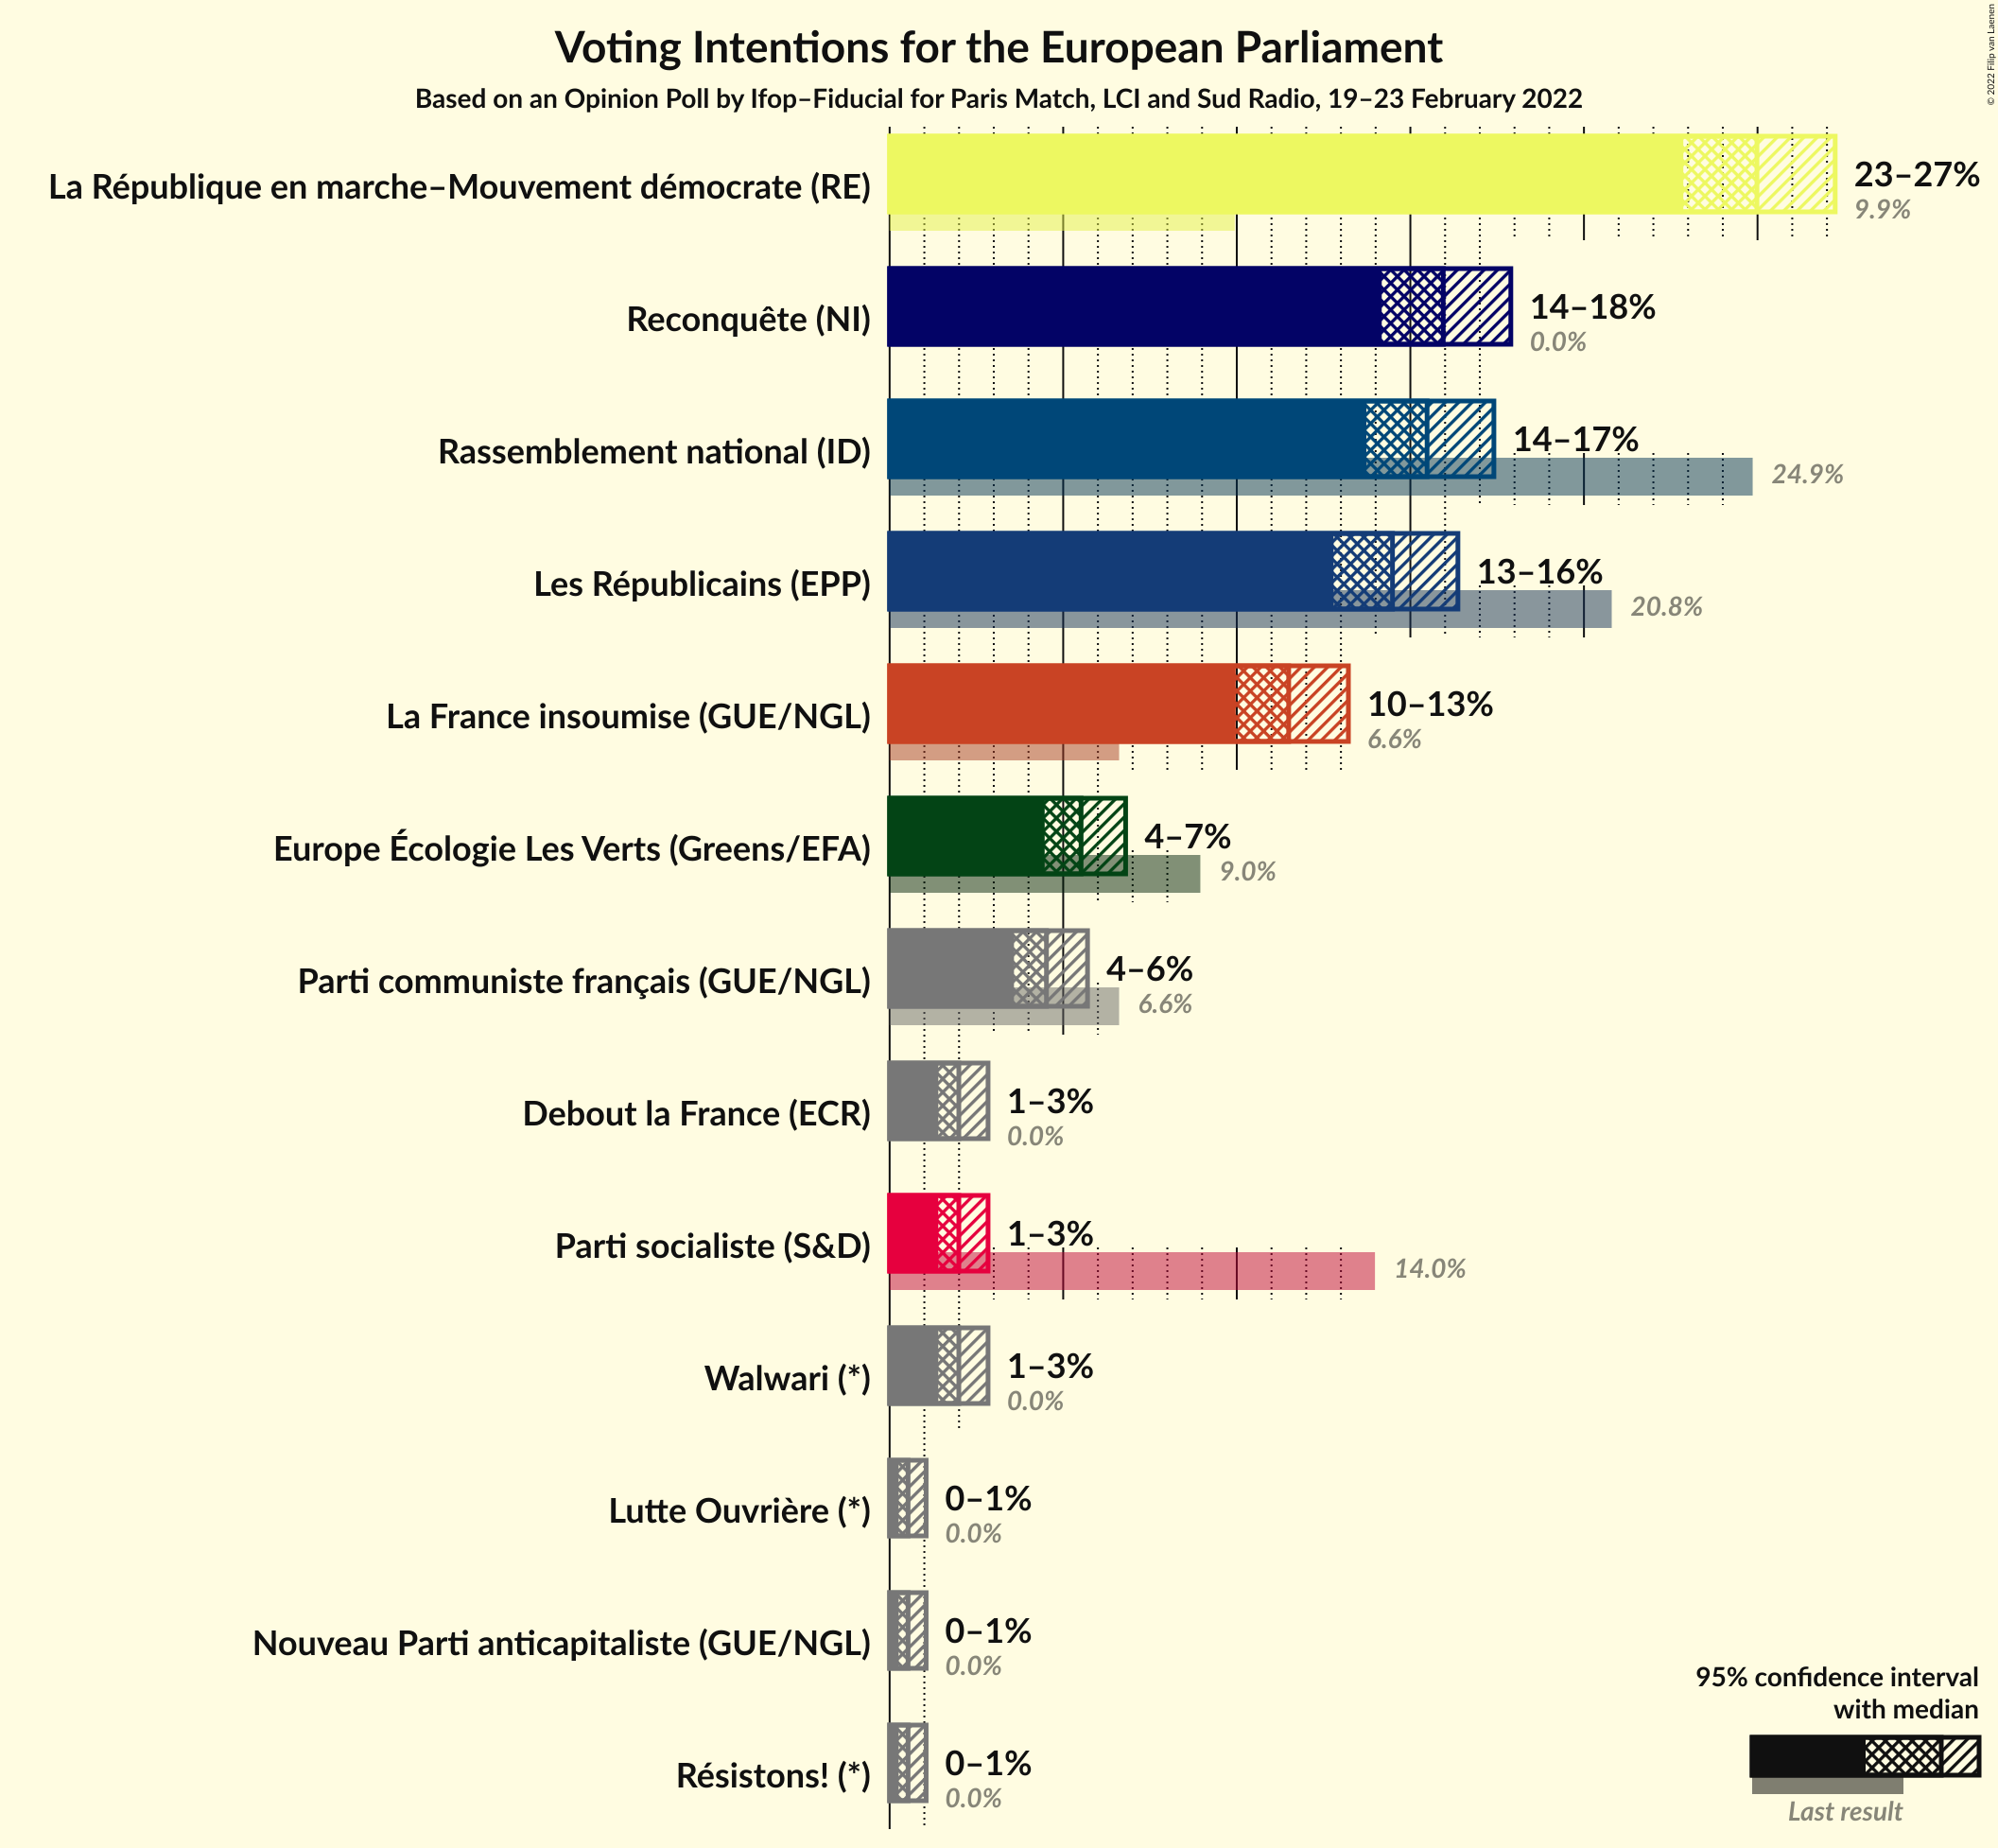 Voting Intentions for the European Parliament
Based on an Opinion Poll by Ifop–Fiducial for Paris Match, LCI and Sud Radio, 19–23 February 2022
© 2022 Filip van Laenen
La République en marche–Mouvement démocrate (RE)
23–27%
9.9%
Reconquête (NI)
14–18%
0.0%
Rassemblement national (ID)
14–17%
24.9%
Les Républicains (EPP)
13–16%
20.8%
La France insoumise (GUE/NGL)
10–13%
6.6%
Europe Écologie Les Verts (Greens/EFA)
4–7%
9.0%
Parti communiste français (GUE/NGL)
4–6%
6.6%
Debout la France (ECR)
1–3%
0.0%
Parti socialiste (S&D)
1–3%
14.0%
Walwari (*)
1–3%
0.0%
Lutte Ouvrière (*)
0–1%
0.0%
Nouveau Parti anticapitaliste (GUE/NGL)
0–1%
0.0%
Résistons! (*)
0–1%
0.0%
95% confidence interval
with median
Last result